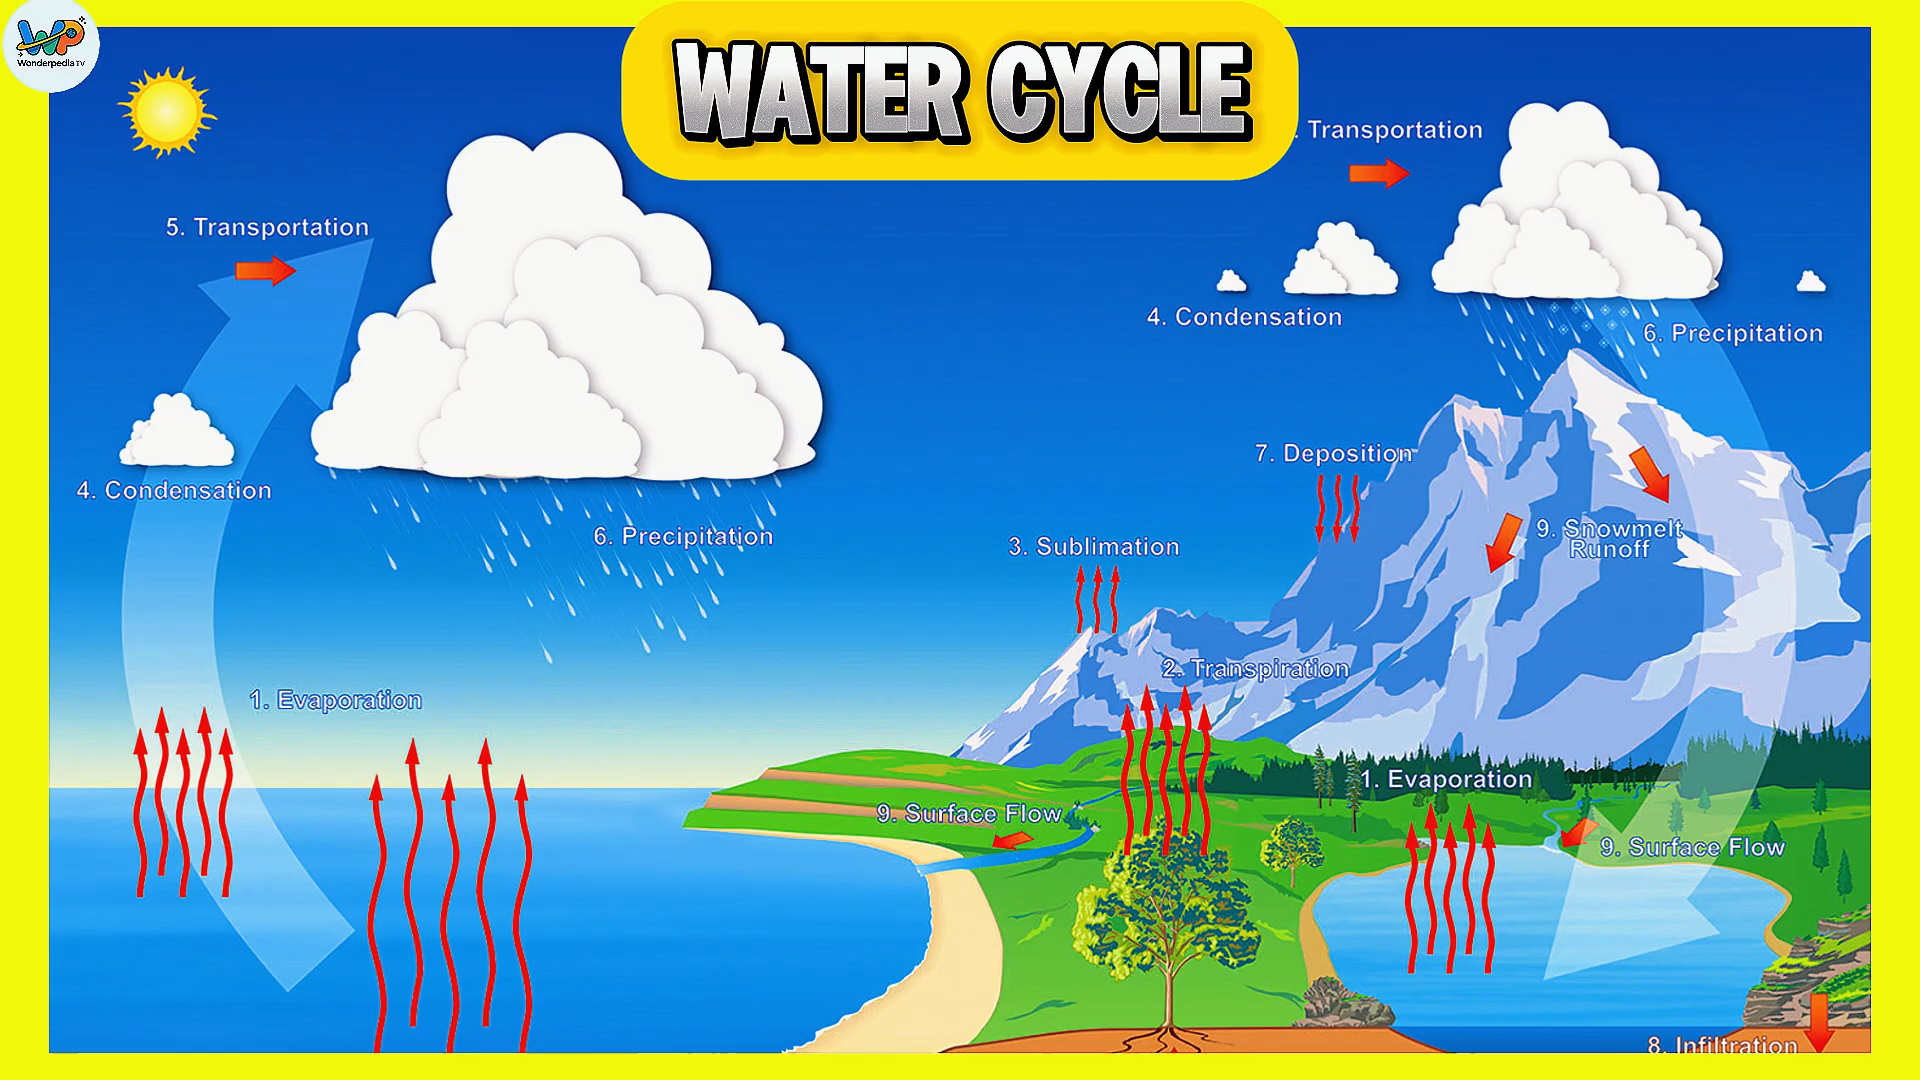 WP
Wonderpedia TV
WATER CYCLE
. Transportation
5. Transportation
4. Condensation
6. Precipitation
7. Deposition
4. Condensation
9. Snowmelt
Runoff
6. Precipitation
3. Sublimation
2. Transpiration
1. Evaporation
1. Evaporation
9. Surface Flow
9. Surface Flow
8. Infiltration